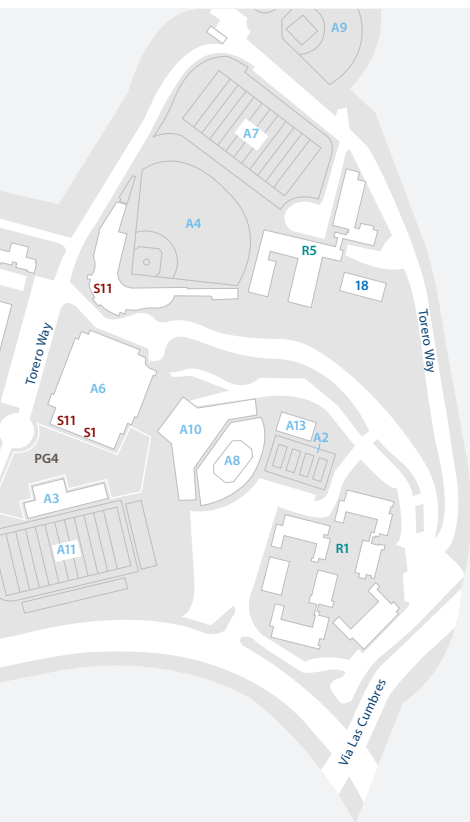 A9
A7
A4
R5
18
S11
Torero Way
Torero Way
A6
S11
S1
A10
A13
A2
A8
PG4
A3
A11
R1
Via Las Cumbres